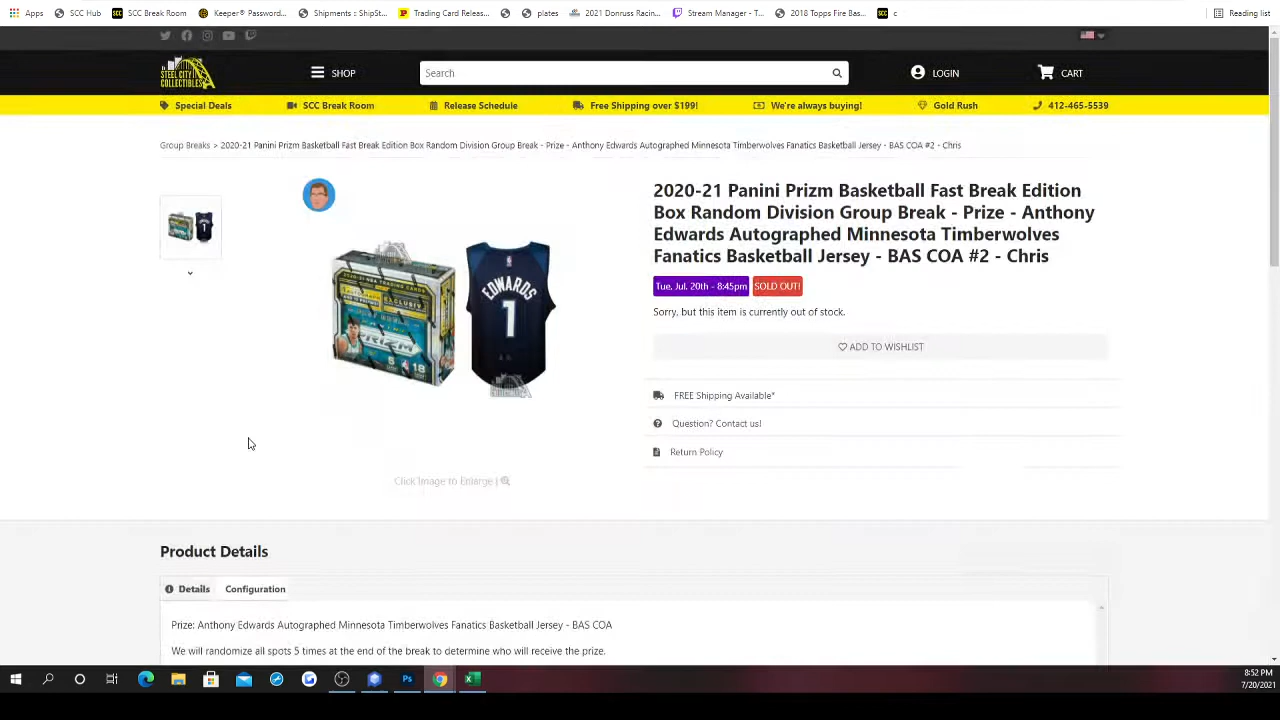 Apps SCC Hub SCC Break Room Keeper® Password... Shipments :: ShipSt... Trading Card Releas... plates 2021 Donruss Racin... Stream Manager - T... 2018 Topps Fire Bas... c Reading list
STEEL CITY
COLLECTIBLES
SHOP
Search
LOGIN
CART
Special Deals SCC Break Room Release Schedule Free Shipping over $199! We're always buying! Gold Rush 412-465-5539
Group Breaks > 2020-21 Panini Prizm Basketball Fast Break Edition Box Random Division Group Break - Prize - Anthony Edwards Autographed Minnesota Timberwolves Fanatics Basketball Jersey - BAS COA #2 - Chris
2020-21 Panini Prizm Basketball Fast Break Edition
Box Random Division Group Break - Prize - Anthony
Edwards Autographed Minnesota Timberwolves
Fanatics Basketball Jersey - BAS COA #2 - Chris
Tue, Jul. 20th - 8:45pm SOLD OUT!
Sorry, but this item is currently out of stock.
ADD TO WISHLIST
FREE Shipping Available*
Question? Contact us!
Return Policy
EDWARDS
1
Click Image to Enlarge |
Product Details
Details Configuration
Prize: Anthony Edwards Autographed Minnesota Timberwolves Fanatics Basketball Jersey - BAS COA
We will randomize all spots 5 times at the end of the break to determine who will receive the prize.
8:52 PM
7/20/2021